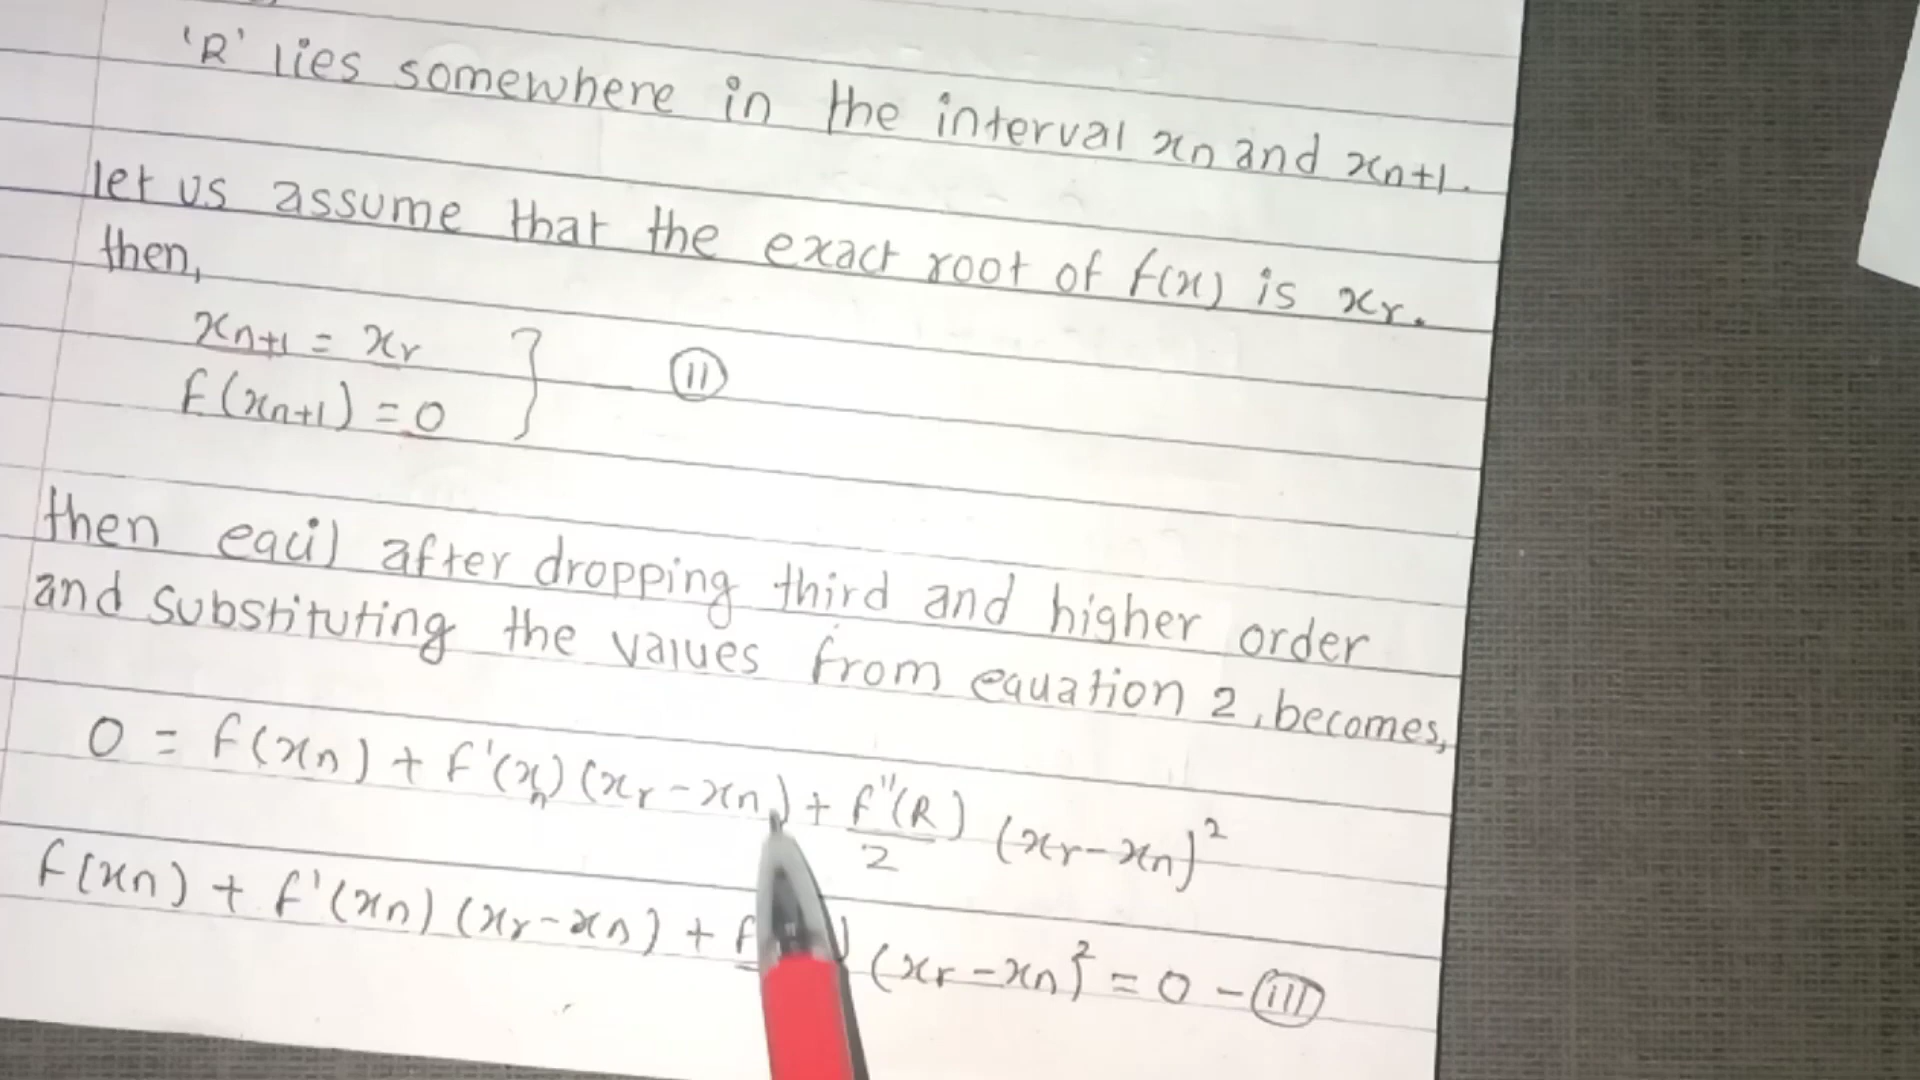 'R' lies somewhere in the interval xn and xn+1.
let us assume that the exact root of f(x) is xr.
then,
xn+1 = xr
f(xn+1) = 0 } — (II)
then eq(i) after dropping third and higher order
and substituting the values from equation 2, becomes,
0 = f(xn) + f'(xn) (xr-xn) + f"(R)/2 (xr-xn)²
f(xn) + f'(xn) (xr-xn) + f (xr-xn)² = 0 - (III)